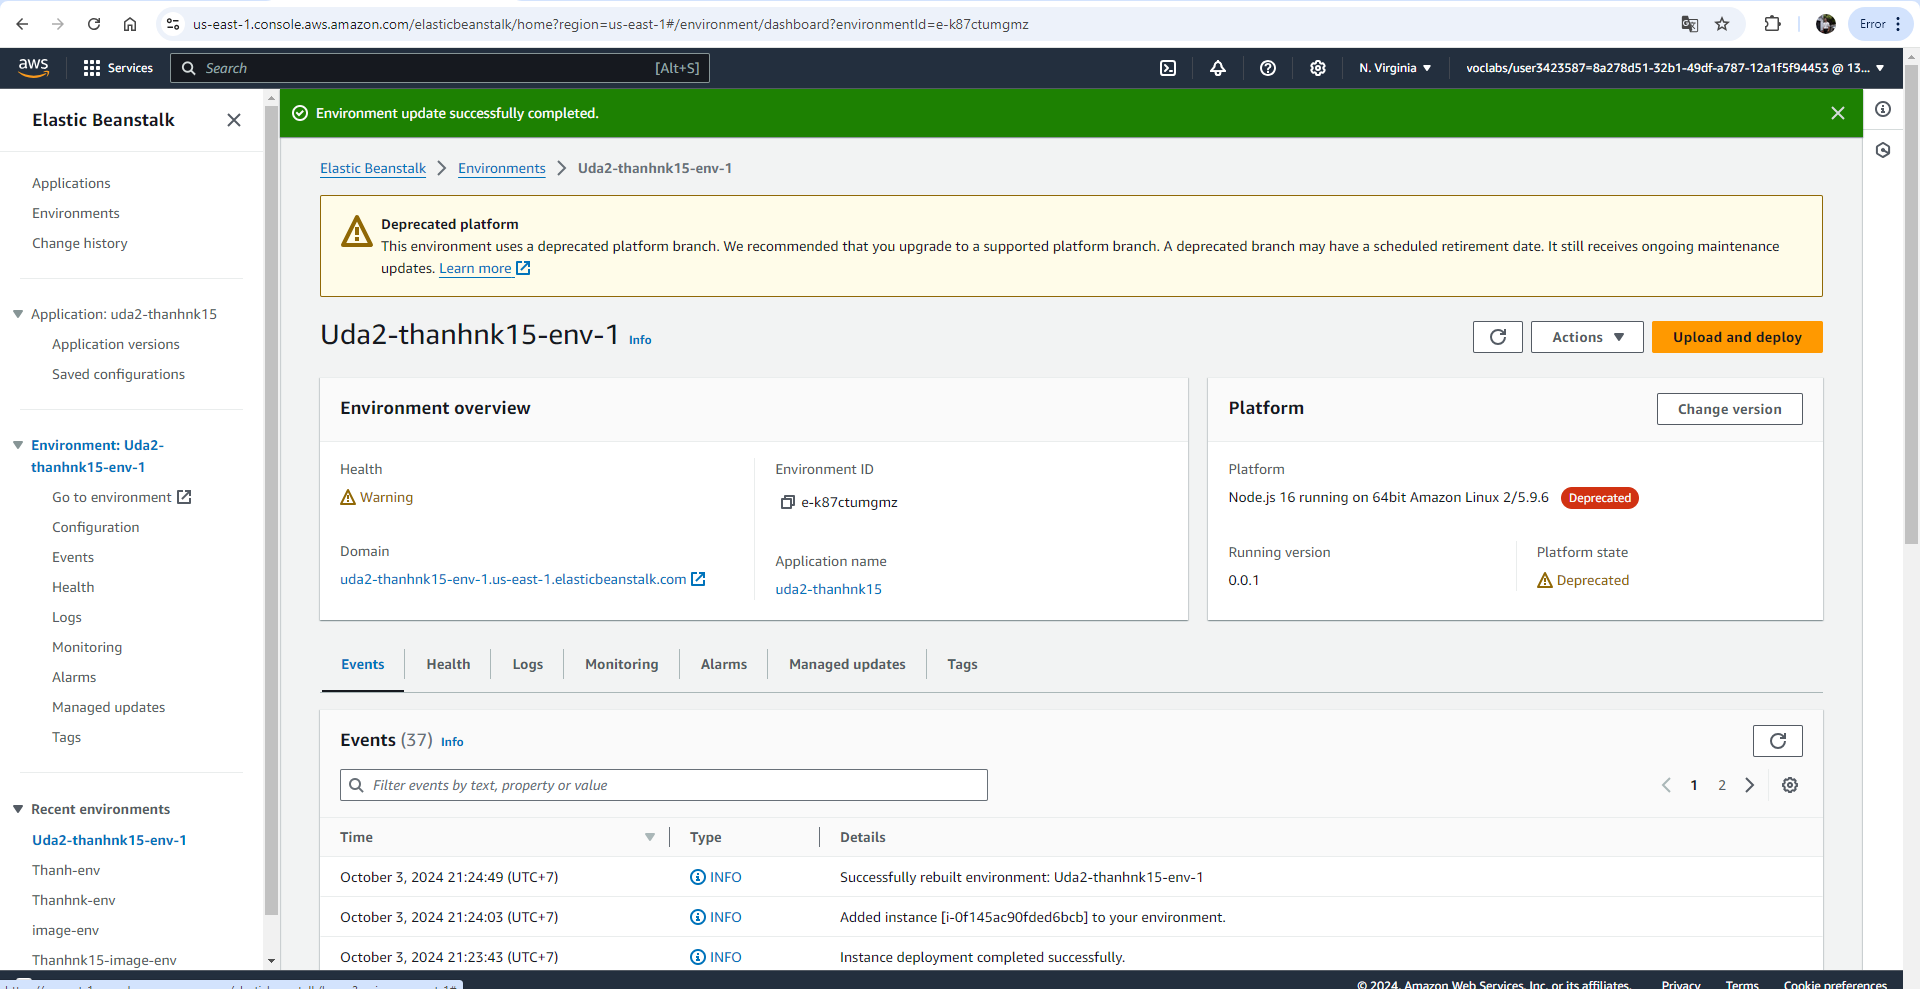 us-east-1.console.aws.amazon.com/elasticbeanstalk/home?region=us-east-1#/environment/dashboard?environmentId=e-k87ctumgmz
Error
aws
Services
Search
[Alt+S]
N. Virginia
voclabs/user3423587=8a278d51-32b1-49df-a787-12a1f5f94453 @ 13...
Elastic Beanstalk
Applications
Environments
Change history
Application: uda2-thanhnk15
Application versions
Saved configurations
Environment: Uda2-
thanhnk15-env-1
Go to environment
Configuration
Events
Health
Logs
Monitoring
Alarms
Managed updates
Tags
Recent environments
Uda2-thanhnk15-env-1
Thanh-env
Thanhnk-env
image-env
Thanhnk15-image-env
Environment update successfully completed.
Elastic Beanstalk
Environments
Uda2-thanhnk15-env-1
Deprecated platform
This environment uses a deprecated platform branch. We recommended that you upgrade to a supported platform branch. A deprecated branch may have a scheduled retirement date. It still receives ongoing maintenance
updates. Learn more
Uda2-thanhnk15-env-1 Info
Actions
Upload and deploy
Environment overview
Health
Warning
Domain
uda2-thanhnk15-env-1.us-east-1.elasticbeanstalk.com
Environment ID
e-k87ctumgmz
Application name
uda2-thanhnk15
Platform
Change version
Platform
Node.js 16 running on 64bit Amazon Linux 2/5.9.6 Deprecated
Running version
0.0.1
Platform state
Deprecated
Events
Health
Logs
Monitoring
Alarms
Managed updates
Tags
Events (37) Info
Filter events by text, property or value
1
2
Time
Type
Details
October 3, 2024 21:24:49 (UTC+7)
INFO
Successfully rebuilt environment: Uda2-thanhnk15-env-1
October 3, 2024 21:24:03 (UTC+7)
INFO
Added instance [i-0f145ac90fded6bcb] to your environment.
October 3, 2024 21:23:43 (UTC+7)
INFO
Instance deployment completed successfully.
© 2024, Amazon Web Services, Inc. or its affiliates.
Privacy
Terms
Cookie preferences